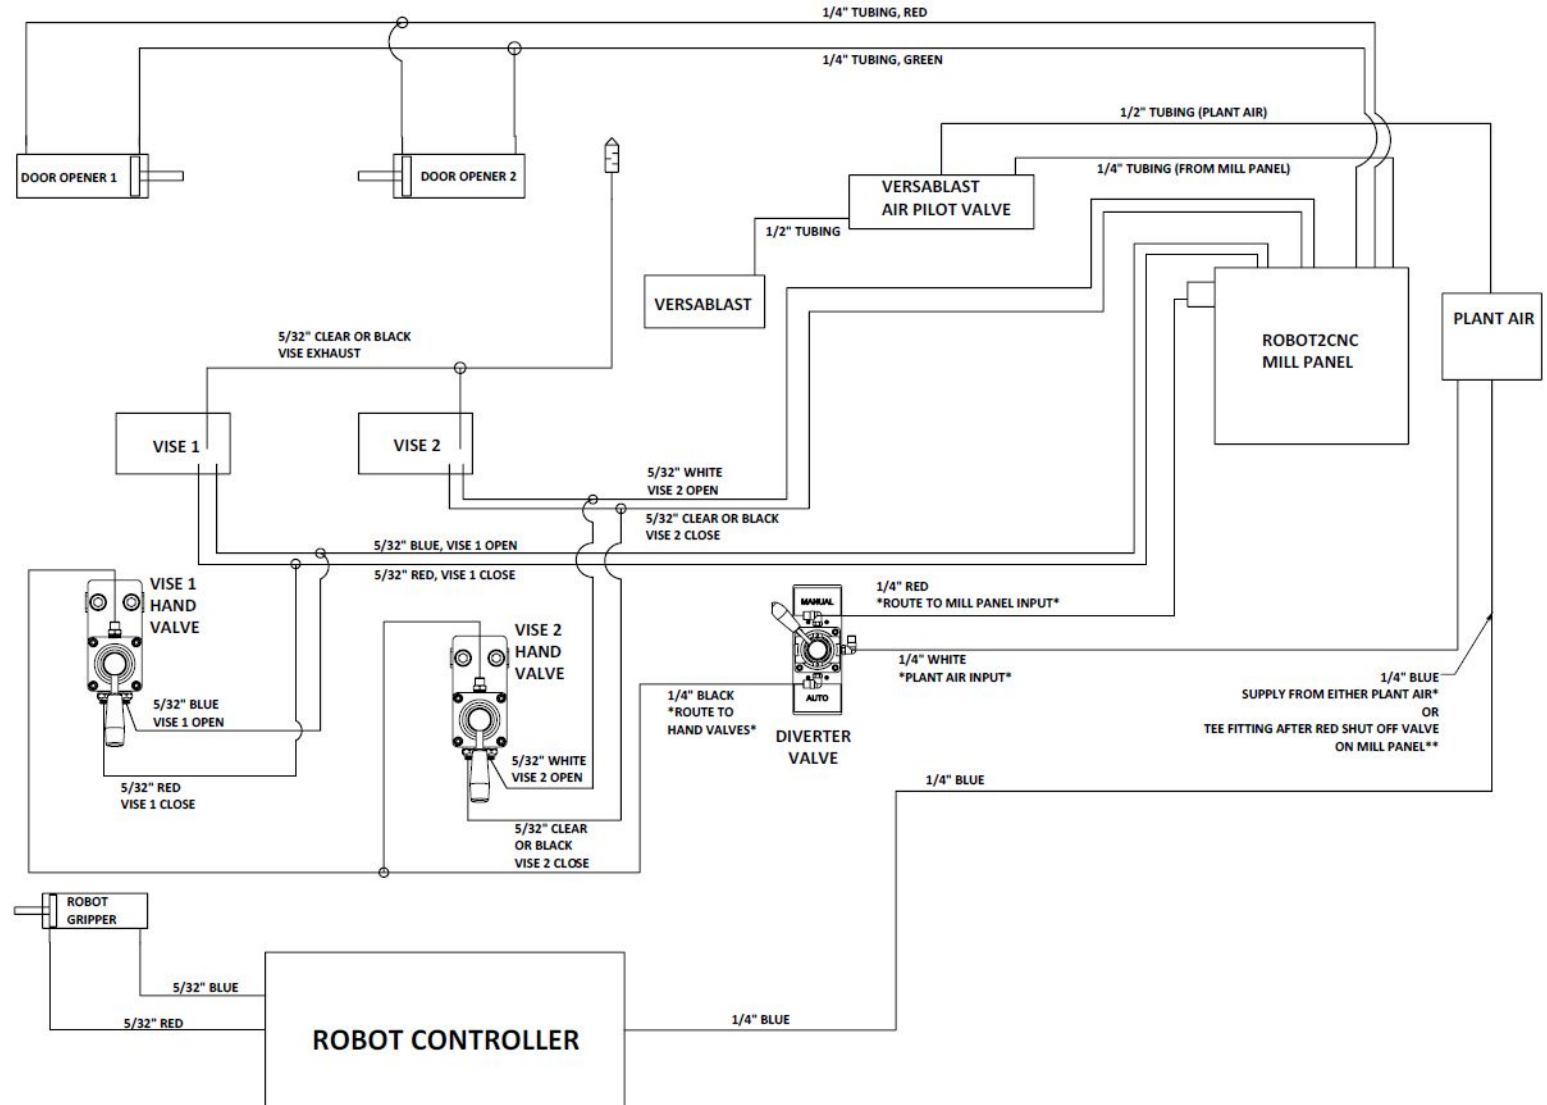 1/4" TUBING, RED
1/4" TUBING, GREEN
1/2" TUBING (PLANT AIR)
1/4" TUBING (FROM MILL PANEL)
DOOR OPENER 1
DOOR OPENER 2
VERSABLAST
AIR PILOT VALVE
1/2" TUBING
VERSABLAST
PLANT AIR
ROBOT2CNC
MILL PANEL
5/32" CLEAR OR BLACK
VISE EXHAUST
VISE 1
VISE 2
5/32" WHITE
VISE 2 OPEN
5/32" CLEAR OR BLACK
VISE 2 CLOSE
5/32" BLUE, VISE 1 OPEN
5/32" RED, VISE 1 CLOSE
VISE 1
HAND
VALVE
VISE 2
HAND
VALVE
MANUAL
1/4" RED
*ROUTE TO MILL PANEL INPUT*
1/4" WHITE
*PLANT AIR INPUT*
1/4" BLACK
*ROUTE TO
HAND VALVES*
AUTO
DIVERTER
VALVE
1/4" BLUE
SUPPLY FROM EITHER PLANT AIR*
OR
TEE FITTING AFTER RED SHUT OFF VALVE
ON MILL PANEL**
5/32" BLUE
VISE 1 OPEN
5/32" RED
VISE 1 CLOSE
5/32" WHITE
VISE 2 OPEN
5/32" CLEAR
OR BLACK
VISE 2 CLOSE
1/4" BLUE
ROBOT
GRIPPER
5/32" BLUE
5/32" RED
ROBOT CONTROLLER
1/4" BLUE